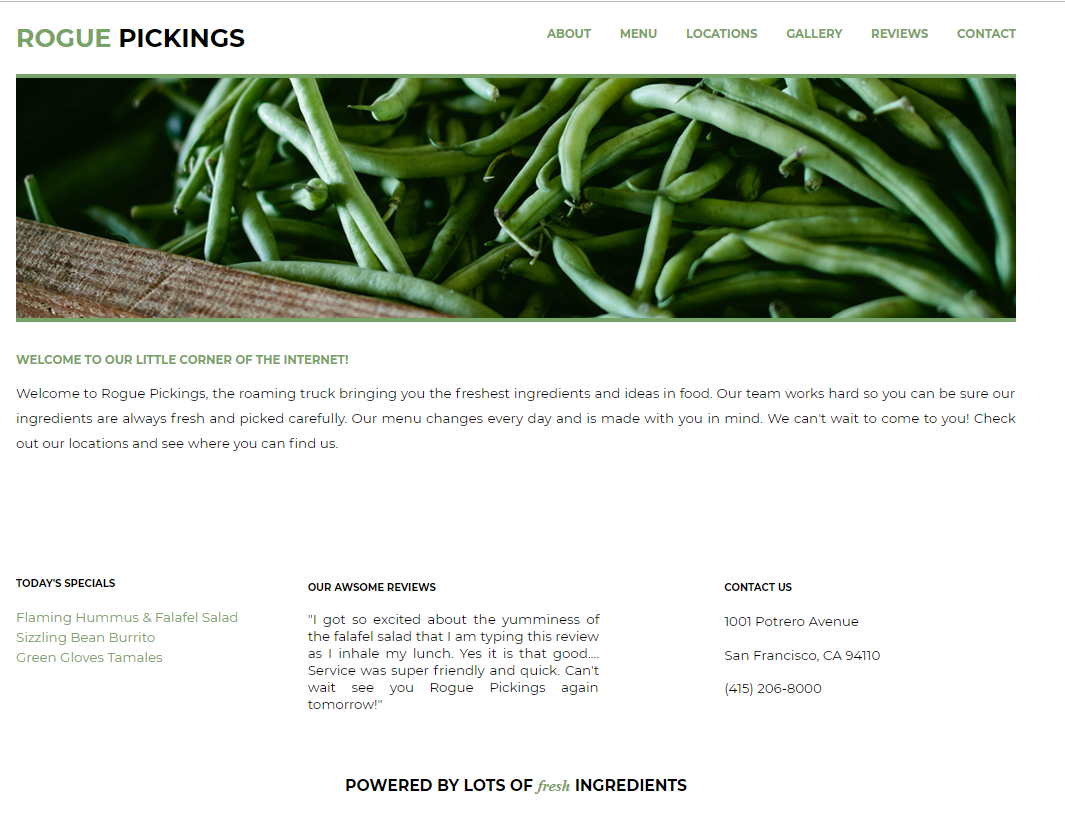 ROGUE PICKINGS
ABOUT MENU LOCATIONS GALLERY REVIEWS CONTACT
WELCOME TO OUR LITTLE CORNER OF THE INTERNET!
Welcome to Rogue Pickings, the roaming truck bringing you the freshest ingredients and ideas in food. Our team works hard so you can be sure our
ingredients are always fresh and picked carefully. Our menu changes every day and is made with you in mind. We can't wait to come to you! Check
out our locations and see where you can find us.
TODAY'S SPECIALS
Flaming Hummus & Falafel Salad
Sizzling Bean Burrito
Green Gloves Tamales
OUR AWSOME REVIEWS
"I got so excited about the yumminess of
the falafel salad that I am typing this review
as I inhale my lunch. Yes it is that good....
Service was super friendly and quick. Can't
wait see you Rogue Pickings again
tomorrow!"
CONTACT US
1001 Potrero Avenue
San Francisco, CA 94110
(415) 206-8000
POWERED BY LOTS OF fresh INGREDIENTS